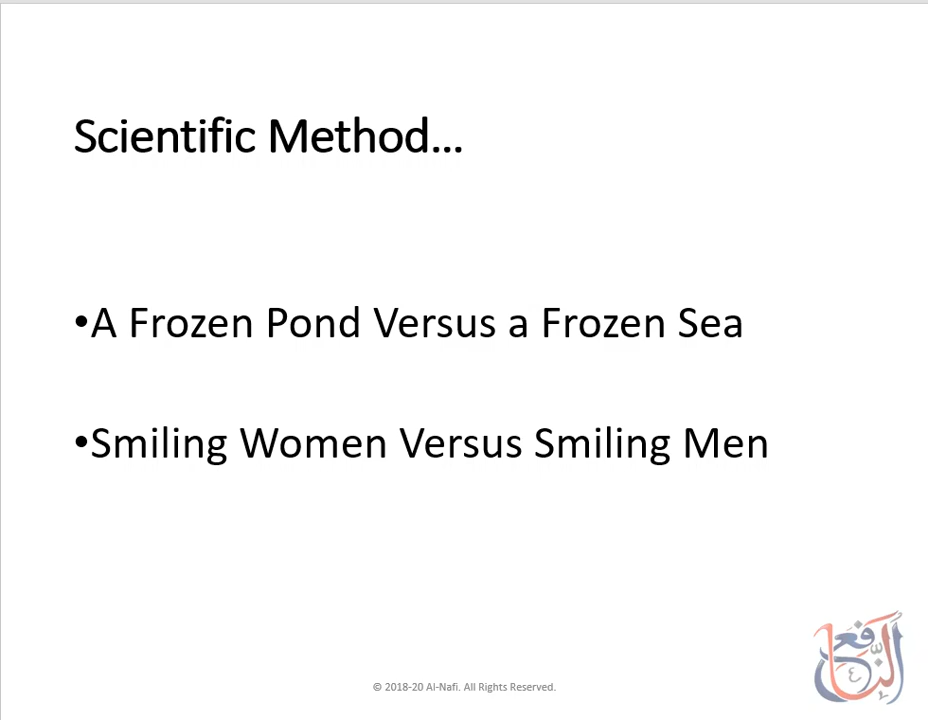 Scientific Method...
•A Frozen Pond Versus a Frozen Sea
•Smiling Women Versus Smiling Men
© 2018-20 Al-Nafi. All Rights Reserved.
النافع